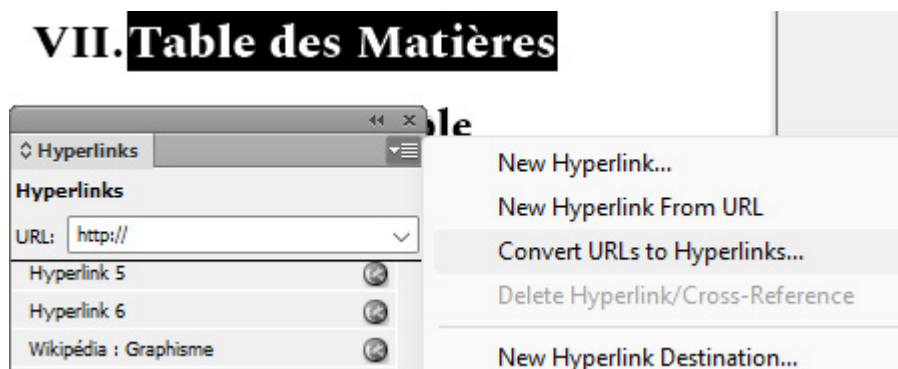 VII. Table des Matières
ble
Hyperlinks
Hyperlinks
URL: http://
Hyperlink 5
Hyperlink 6
Wikipédia : Graphisme
New Hyperlink...
New Hyperlink From URL
Convert URLs to Hyperlinks...
Delete Hyperlink/Cross-Reference
New Hyperlink Destination...